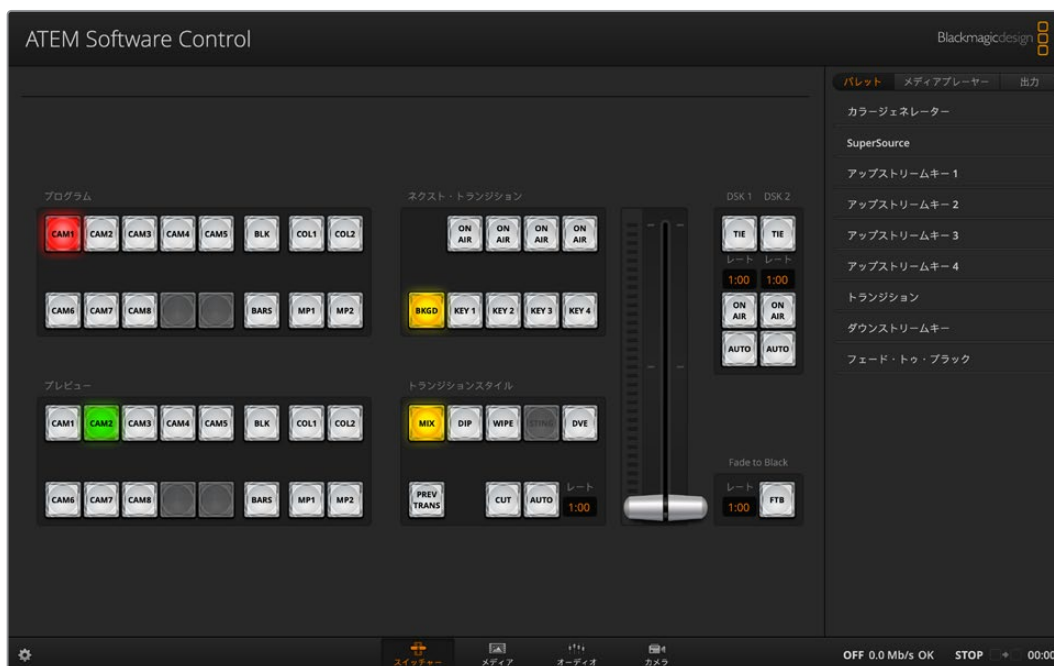 ATEM Software Control
Blackmagicdesign
パレット メディアプレーヤー 出力
カラージェネレーター
SuperSource
アップストリームキー 1
アップストリームキー 2
アップストリームキー 3
アップストリームキー 4
トランジション
ダウンストリームキー
フェード・トゥ・ブラック
プログラム
CAM1 CAM2 CAM3 CAM4 CAM5 BLK COL1 COL2
CAM6 CAM7 CAM8 BARS MP1 MP2
ネクスト・トランジション
ON AIR ON AIR ON AIR ON AIR
BKGD KEY 1 KEY 2 KEY 3 KEY 4
DSK 1 DSK 2
TIE TIE
レート レート
1:00 1:00
ON AIR ON AIR
AUTO AUTO
プレビュー
CAM1 CAM2 CAM3 CAM4 CAM5 BLK COL1 COL2
CAM6 CAM7 CAM8 BARS MP1 MP2
トランジションスタイル
MIX DIP WIPE STING DVE
PREV TRANS CUT AUTO レート 1:00
Fade to Black
レート
1:00 FTB
スイッチャー メディア オーディオ カメラ
OFF 0.0 Mb/s OK STOP 00:00